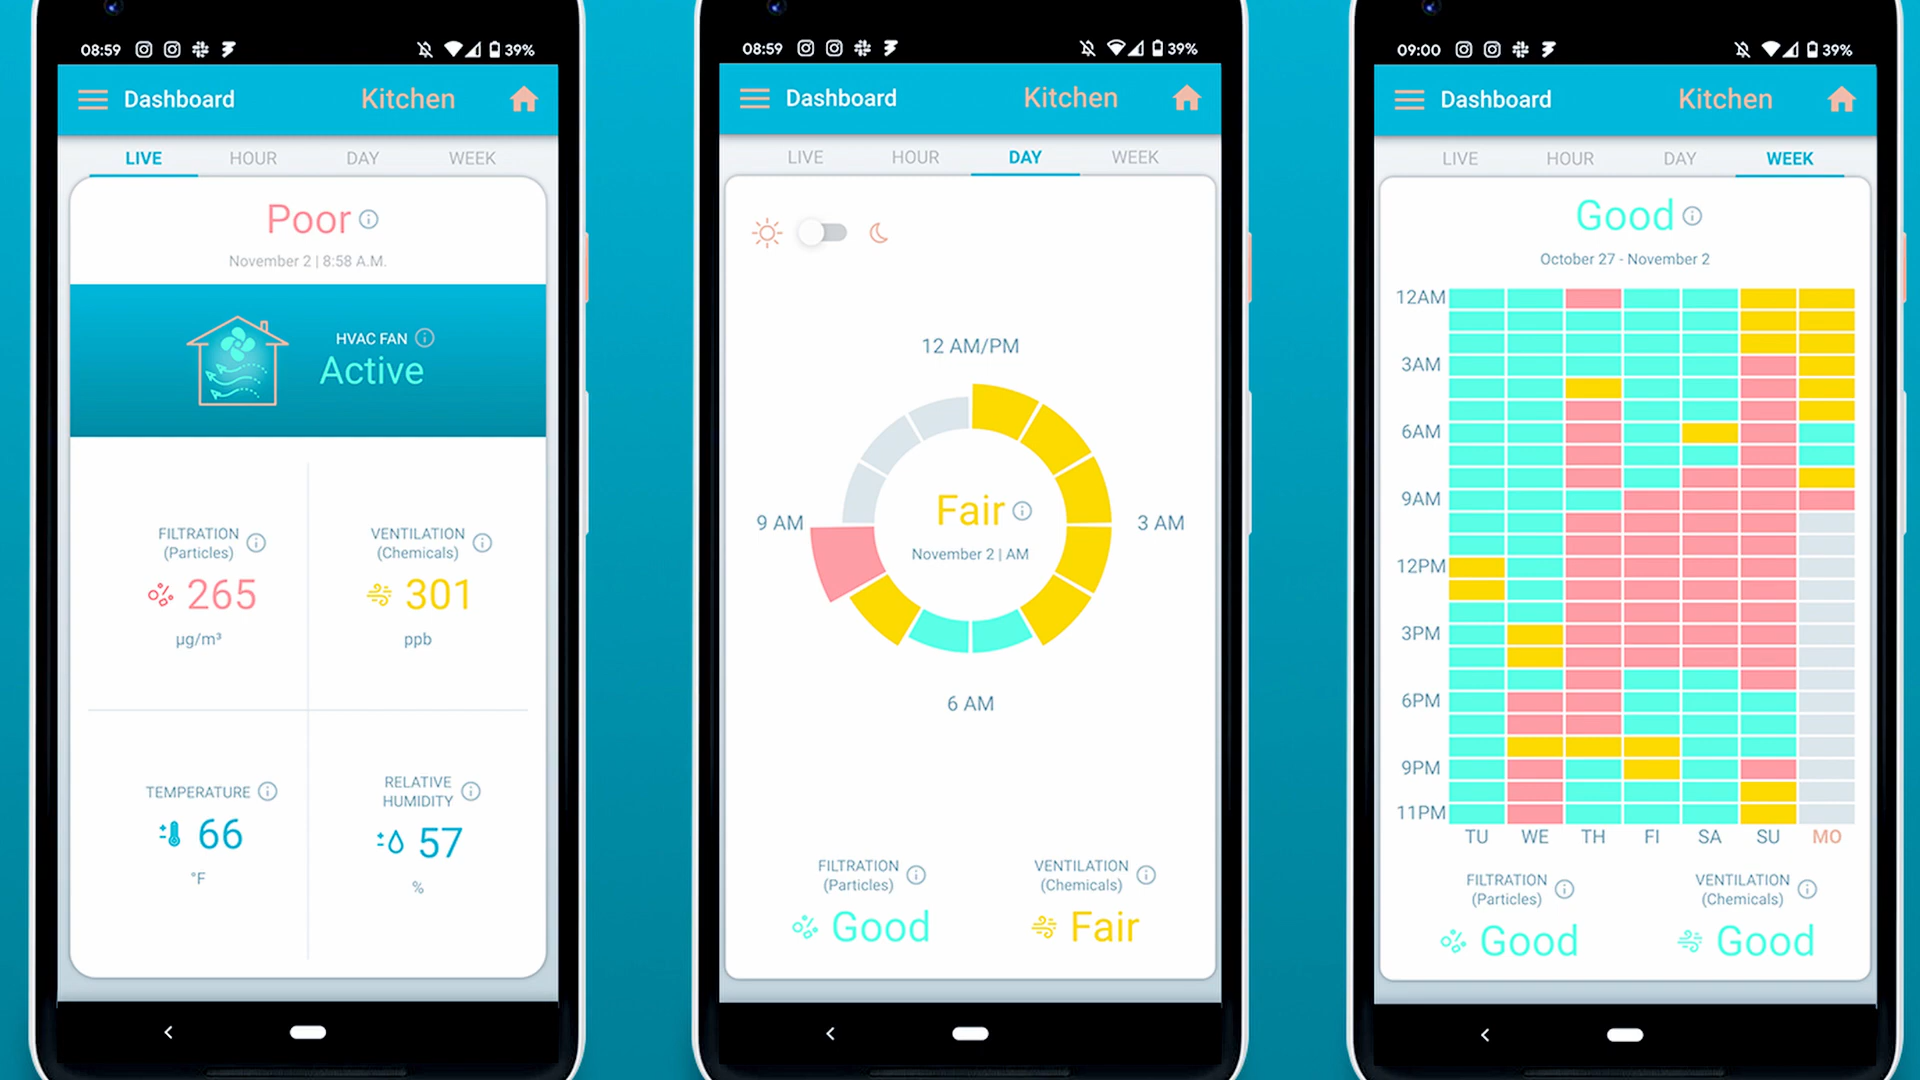 08:59
39%
Dashboard
Kitchen
LIVE
HOUR
DAY
WEEK
Poor
November 2 | 8:58 A.M.
HVAC FAN
Active
FILTRATION
(Particles)
265
µg/m³
VENTILATION
(Chemicals)
301
ppb
TEMPERATURE
66
°F
RELATIVE
HUMIDITY
57
%
08:59
39%
Dashboard
Kitchen
LIVE
HOUR
DAY
WEEK
12 AM/PM
9 AM
Fair
November 2 | AM
3 AM
6 AM
FILTRATION
(Particles)
Good
VENTILATION
(Chemicals)
Fair
09:00
39%
Dashboard
Kitchen
LIVE
HOUR
DAY
WEEK
Good
October 27 - November 2
12AM
3AM
6AM
9AM
12PM
3PM
6PM
9PM
11PM
TU
WE
TH
FI
SA
SU
MO
FILTRATION
(Particles)
Good
VENTILATION
(Chemicals)
Good